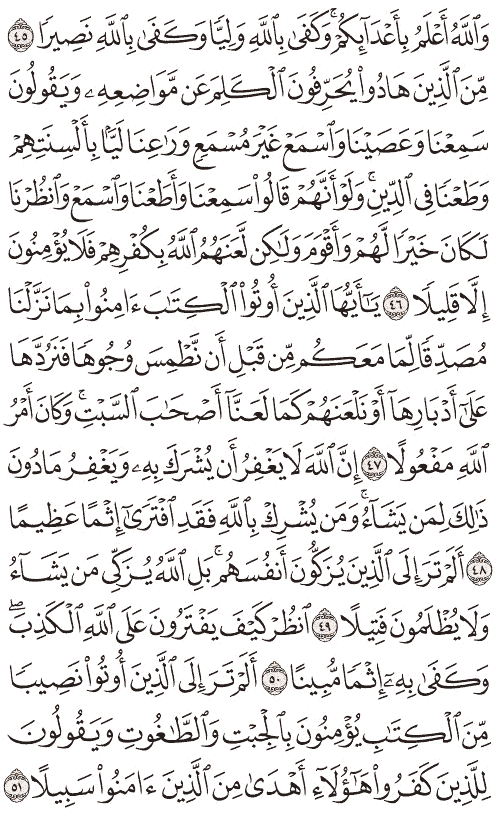 وَٱللَّهُ أَعْلَمُ بِأَعْدَآئِكُمْ ۚ وَكَفَىٰ بِٱللَّهِ وَلِيًّا وَكَفَىٰ بِٱللَّهِ نَصِيرًا ٤٥
مِّنَ ٱلَّذِينَ هَادُوا۟ يُحَرِّفُونَ ٱلْكَلِمَ عَن مَّوَاضِعِهِۦ وَيَقُولُونَ
سَمِعْنَا وَعَصَيْنَا وَٱسْمَعْ غَيْرَ مُسْمَعٍ وَرَٰعِنَا لَيًّۢا بِأَلْسِنَتِهِمْ
وَطَعْنًا فِى ٱلدِّينِ ۚ وَلَوْ أَنَّهُمْ قَالُوا۟ سَمِعْنَا وَأَطَعْنَا وَٱسْمَعْ وَٱنظُرْنَا
لَكَانَ خَيْرًا لَّهُمْ وَأَقْوَمَ وَلَٰكِن لَّعَنَهُمُ ٱللَّهُ بِكُفْرِهِمْ فَلَا يُؤْمِنُونَ
إِلَّا قَلِيلًا ٤٦ يَٰٓأَيُّهَا ٱلَّذِينَ أُوتُوا۟ ٱلْكِتَٰبَ ءَامِنُوا۟ بِمَا نَزَّلْنَا
مُصَدِّقًا لِّمَا مَعَكُم مِّن قَبْلِ أَن نَّطْمِسَ وُجُوهًا فَنَرُدَّهَا
عَلَىٰٓ أَدْبَارِهَآ أَوْ نَلْعَنَهُمْ كَمَا لَعَنَّآ أَصْحَٰبَ ٱلسَّبْتِ ۚ وَكَانَ أَمْرُ
ٱللَّهِ مَفْعُولًا ٤٧ إِنَّ ٱللَّهَ لَا يَغْفِرُ أَن يُشْرَكَ بِهِۦ وَيَغْفِرُ مَا دُونَ
ذَٰلِكَ لِمَن يَشَآءُ ۚ وَمَن يُشْرِكْ بِٱللَّهِ فَقَدِ ٱفْتَرَىٰٓ إِثْمًا عَظِيمًا
٤٨ أَلَمْ تَرَ إِلَى ٱلَّذِينَ يُزَكُّونَ أَنفُسَهُم ۚ بَلِ ٱللَّهُ يُزَكِّى مَن يَشَآءُ
وَلَا يُظْلَمُونَ فَتِيلًا ٤٩ ٱنظُرْ كَيْفَ يَفْتَرُونَ عَلَى ٱللَّهِ ٱلْكَذِبَ ۖ
وَكَفَىٰ بِهِۦٓ إِثْمًا مُّبِينًا ٥٠ أَلَمْ تَرَ إِلَى ٱلَّذِينَ أُوتُوا۟ نَصِيبًا
مِّنَ ٱلْكِتَٰبِ يُؤْمِنُونَ بِٱلْجِبْتِ وَٱلطَّٰغُوتِ وَيَقُولُونَ
لِلَّذِينَ كَفَرُوا۟ هَٰٓؤُلَآءِ أَهْدَىٰ مِنَ ٱلَّذِينَ ءَامَنُوا۟ سَبِيلًا ٥١